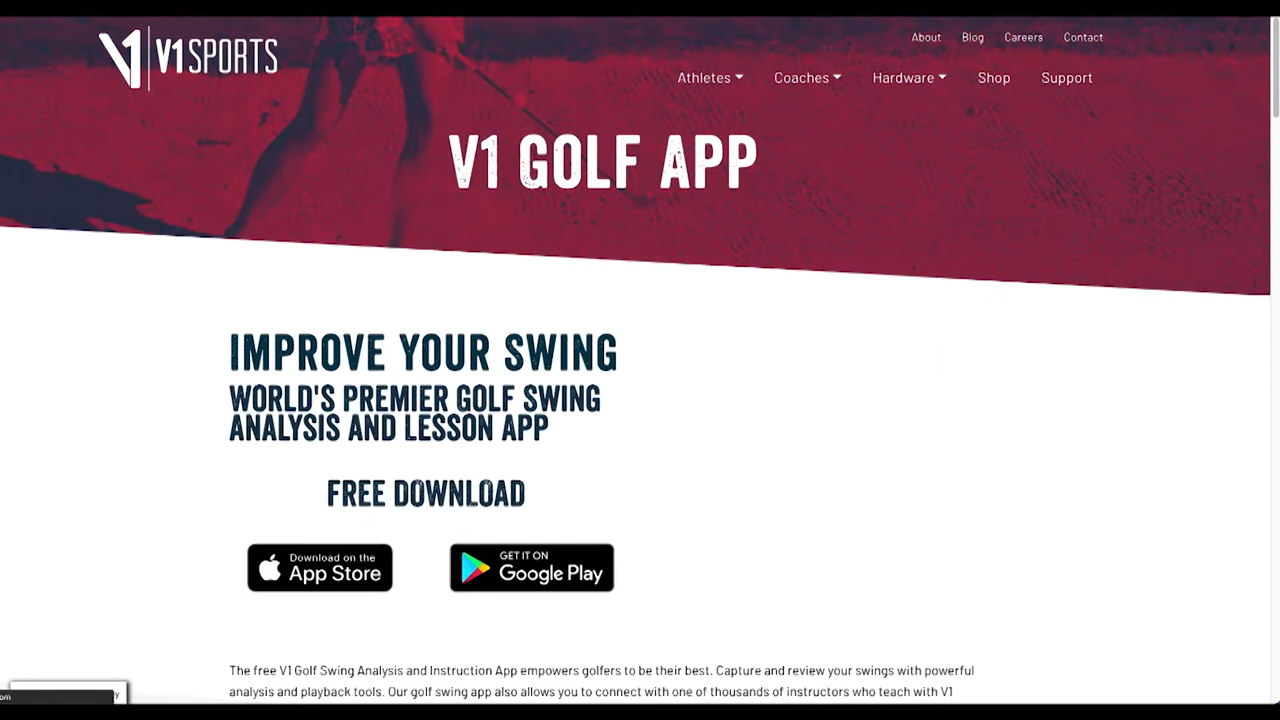 V1 SPORTS
About Blog Careers Contact
Athletes Coaches Hardware Shop Support
V1 GOLF APP
IMPROVE YOUR SWING
WORLD'S PREMIER GOLF SWING
ANALYSIS AND LESSON APP
FREE DOWNLOAD
Download on the
App Store
GET IT ON
Google Play
The free V1 Golf Swing Analysis and Instruction App empowers golfers to be their best. Capture and review your swings with powerful
analysis and playback tools. Our golf swing app also allows you to connect with one of thousands of instructors who teach with V1